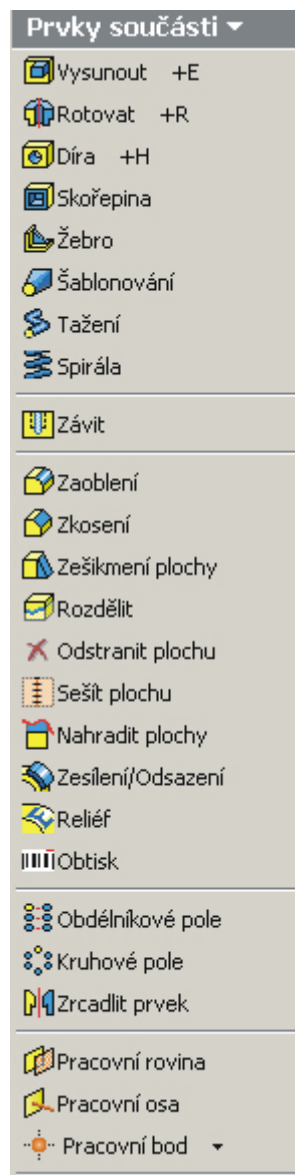 Prvky součásti
Vysunout +E
Rotovat +R
Díra +H
Skořepina
Žebro
Šablonování
Tažení
Spirála
Závit
Zaoblení
Zkosení
Zešikmení plochy
Rozdělit
Odstranit plochu
Sešít plochu
Nahradit plochy
Zesílení/Odsazení
Reliéf
Obtisk
Obdélníkové pole
Kruhové pole
Zrcadlit prvek
Pracovní rovina
Pracovní osa
Pracovní bod